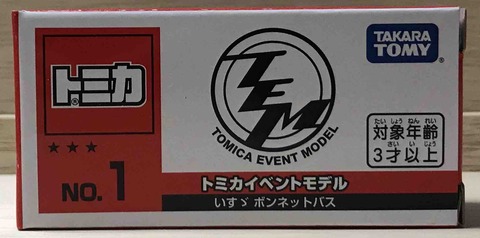 トミカ
®
★★★
NO. 1
TEM
TOMICA EVENT MODEL
トミカイベントモデル
いすゞ ボンネットバス
TAKARA
TOMY®
たい しょう ねん れい
対象年齢
さい い じょう
3才以上